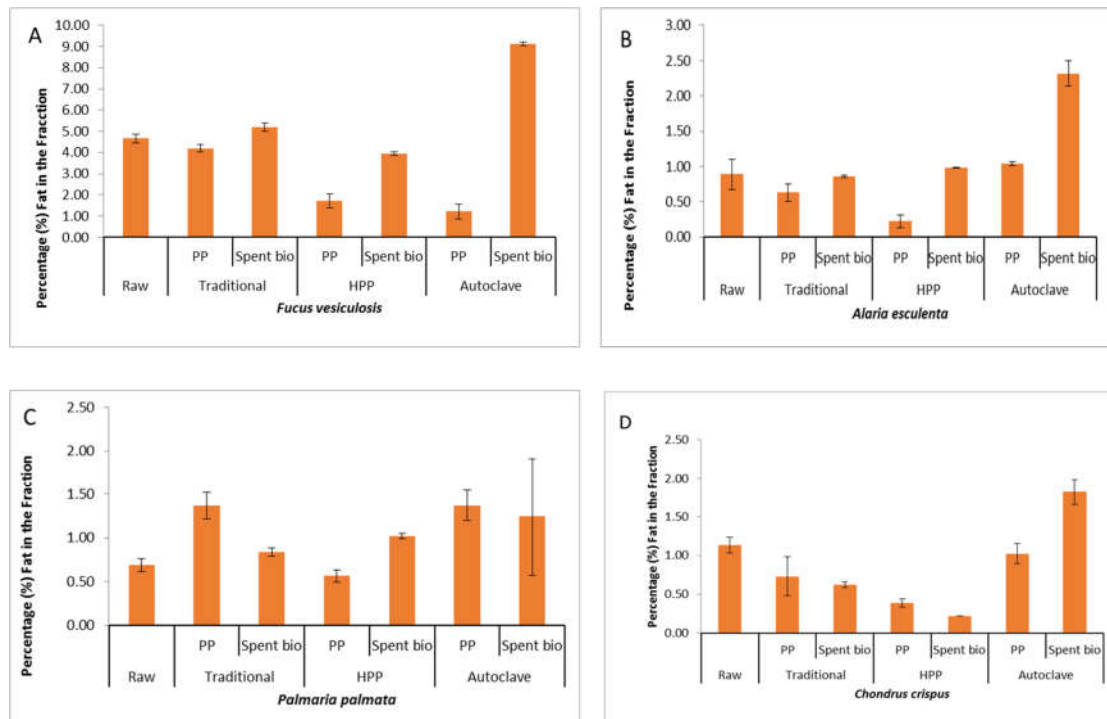 A
Percentage (%) Fat in the Fracction
10.00
9.00
8.00
7.00
6.00
5.00
4.00
3.00
2.00
1.00
0.00
PP Spent bio PP Spent bio PP Spent bio
Raw Traditional HPP Autoclave
Fucus vesiculosis
B
Percentage (%) Fat in the Fraction
3.00
2.50
2.00
1.50
1.00
0.50
0.00
PP Spent bio PP Spent bio PP Spent bio
Raw Traditional HPP Autoclave
Alaria esculenta
C
Percentage (%) Fat in the Fraction
2.50
2.00
1.50
1.00
0.50
0.00
PP Spent bio PP Spent bio PP Spent bio
Raw Traditional HPP Autoclave
Palmaria palmata
D
Percentage (%) Fat in the Fraction
2.50
2.00
1.50
1.00
0.50
0.00
PP Spent bio PP Spent bio PP Spent bio
Raw Traditional HPP Autoclave
Chondrus crispus